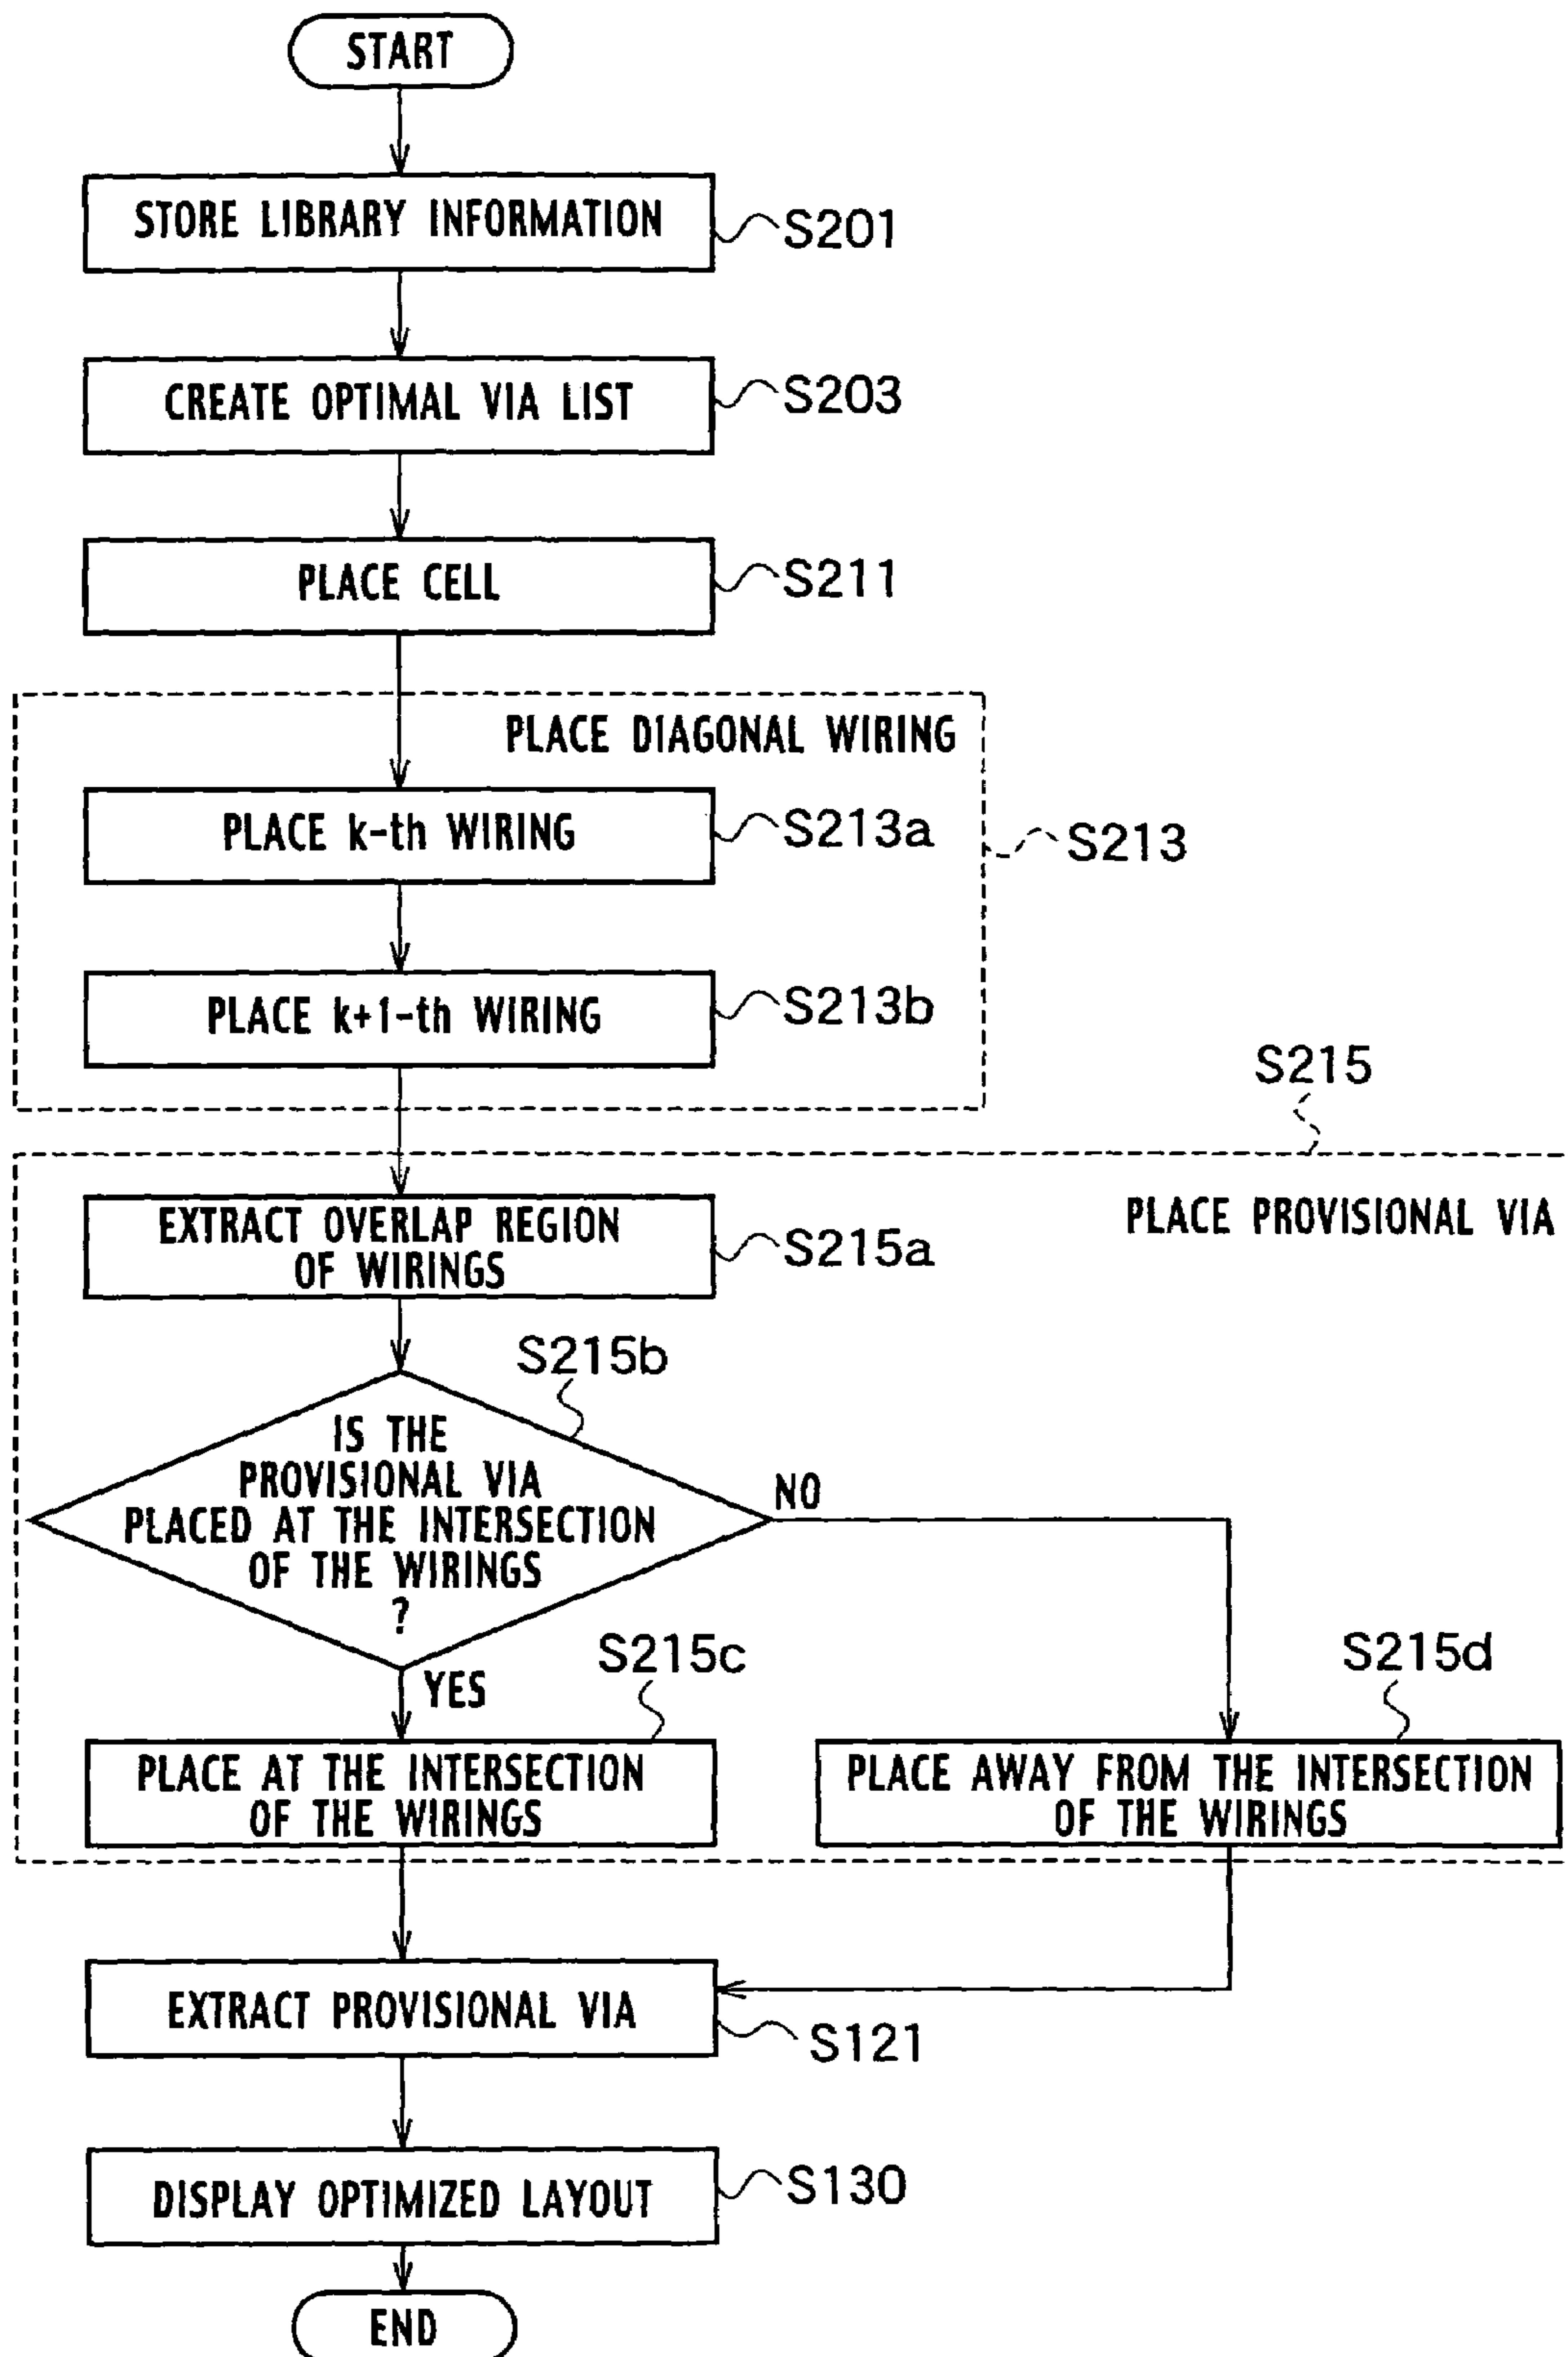 START
STORE LIBRARY INFORMATION
S201
CREATE OPTIMAL VIA LIST
S203
PLACE CELL
S211
PLACE DIAGONAL WIRING
PLACE k-th WIRING
S213a
S213
PLACE k+1-th WIRING
S213b
S215
PLACE PROVISIONAL VIA
EXTRACT OVERLAP REGION
OF WIRINGS
S215a
S215b
IS THE
PROVISIONAL VIA
PLACED AT THE INTERSECTION
OF THE WIRINGS
?
NO
YES
S215c
PLACE AT THE INTERSECTION
OF THE WIRINGS
S215d
PLACE AWAY FROM THE INTERSECTION
OF THE WIRINGS
EXTRACT PROVISIONAL VIA
S121
DISPLAY OPTIMIZED LAYOUT
S130
END